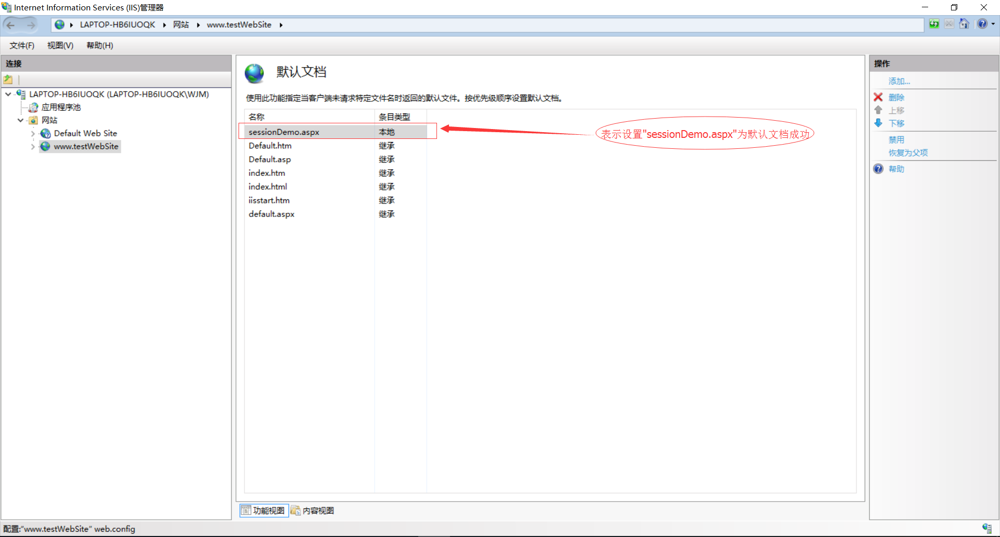 Internet Information Services (IIS)管理器
LAPTOP-HB6IUOQK 网站 www.testWebSite
文件(F) 视图(V) 帮助(H)
连接
LAPTOP-HB6IUOQK (LAPTOP-HB6IUOQK\WJM)
应用程序池
网站
Default Web Site
www.testWebSite
默认文档
使用此功能指定当客户端未请求特定文件名时返回的默认文件。按优先级顺序设置默认文档。
名称 条目类型
sessionDemo.aspx 本地
Default.htm 继承
Default.asp 继承
index.htm 继承
index.html 继承
iisstart.htm 继承
default.aspx 继承
表示设置"sessionDemo.aspx"为默认文档成功
功能视图 内容视图
操作
添加...
删除
上移
下移
禁用
恢复为父项
帮助
配置:"www.testWebSite" web.config